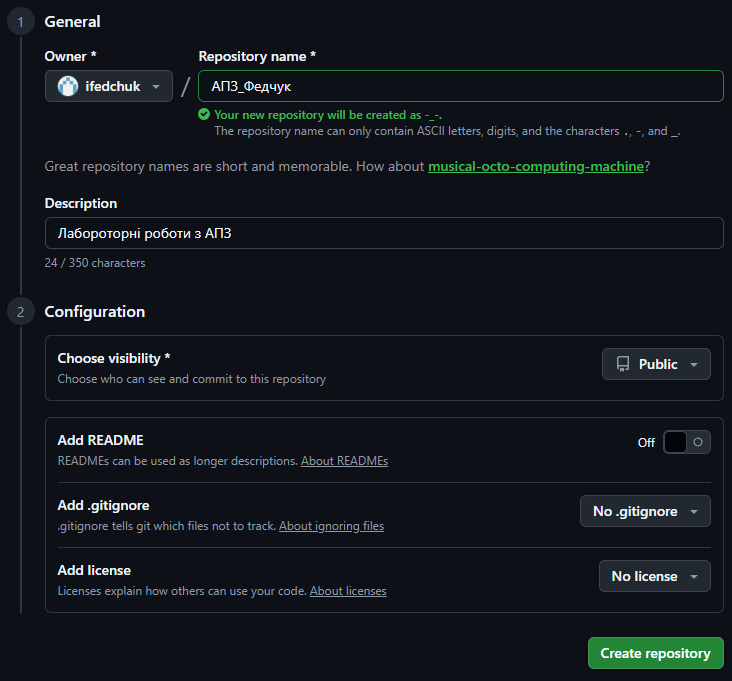 1 General
Owner * Repository name *
ifedchuk / АПЗ_Федчук
Your new repository will be created as -_-.
The repository name can only contain ASCII letters, digits, and the characters ., -, and _.
Great repository names are short and memorable. How about musical-octo-computing-machine?
Description
Лабороторні роботи з АПЗ
24 / 350 characters
2 Configuration
Choose visibility *
Public
Choose who can see and commit to this repository
Add README
Off
READMEs can be used as longer descriptions. About READMEs
Add .gitignore
No .gitignore
.gitignore tells git which files not to track. About ignoring files
Add license
No license
Licenses explain how others can use your code. About licenses
Create repository